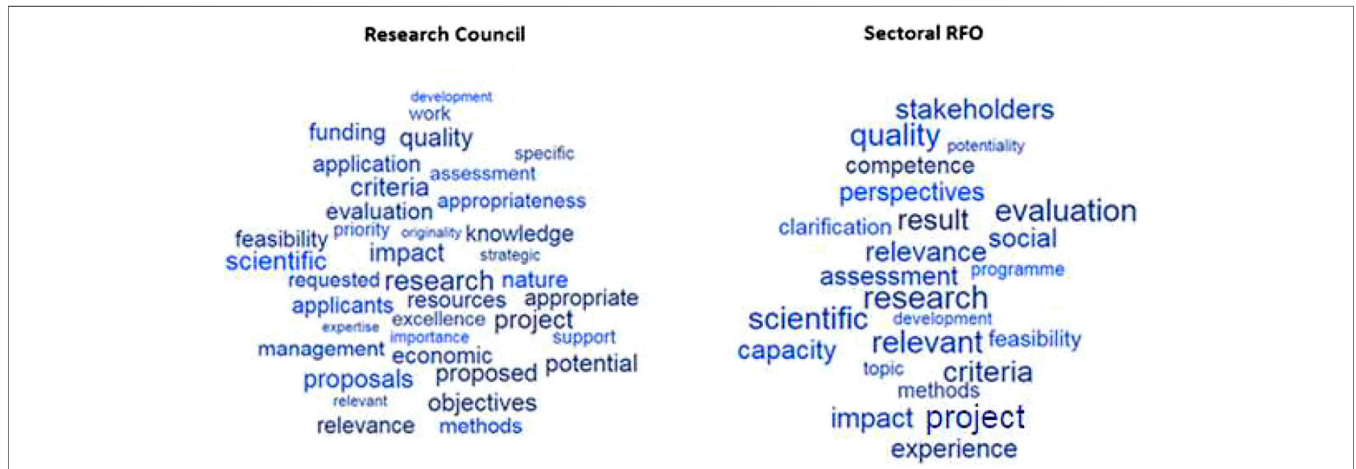 Research Council
development
work
funding quality
specific
application
assessment
criteria
appropriateness
evaluation
priority originality knowledge
feasibility
impact strategic
scientific
requested research nature
applicants resources appropriate
expertise excellence project
importance support
management economic
potential
proposals proposed
relevant objectives
relevance methods
Sectoral RFO
stakeholders
quality potentiality
competence
perspectives
evaluation
clarification result
social
relevance
assessment programme
research
scientific development
relevant feasibility
capacity
topic criteria
methods
impact project
experience